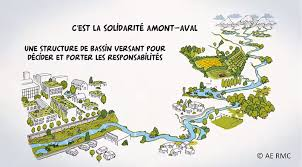 C'EST LA SOLIDARITÉ AMONT-AVAL
UNE STRUCTURE DE BASSIN VERSANT POUR
DÉCIDER ET PORTER LES RESPONSABILITÉS
© AE RMC